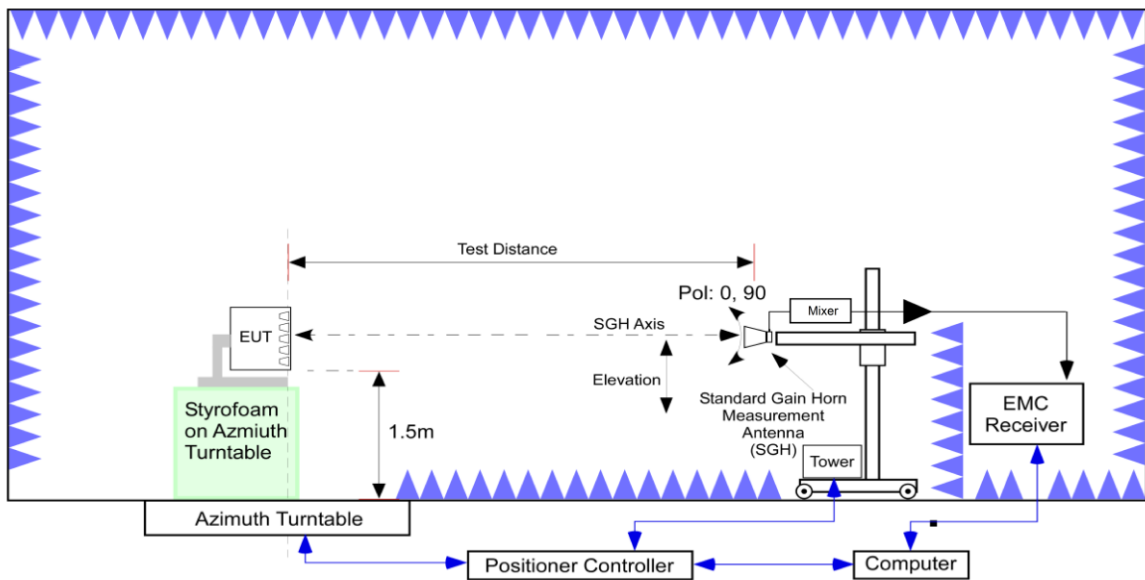 Test Distance
Pol: 0, 90
Mixer
EUT
SGH Axis
Elevation
Standard Gain Horn
Measurement
Antenna
(SGH)
EMC
Receiver
Styrofoam
on Azmiuth
Turntable
1.5m
Tower
Azimuth Turntable
Positioner Controller
Computer